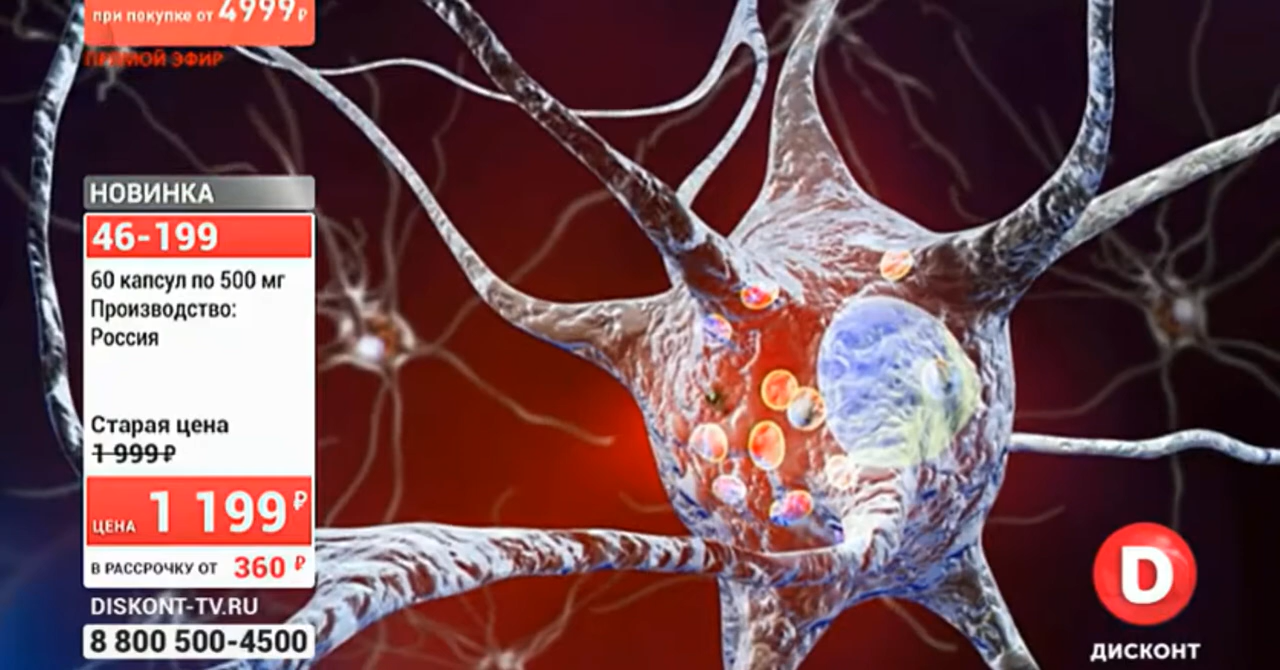 при покупке от 4999₽
ПРЯМОЙ ЭФИР
НОВИНКА
46-199
60 капсул по 500 мг
Производство:
Россия
Старая цена
1 999 ₽
ЦЕНА 1 199 ₽
В РАССРОЧКУ ОТ 360 ₽
DISKONT-TV.RU
8 800 500-4500
D
ДИСКОНТ